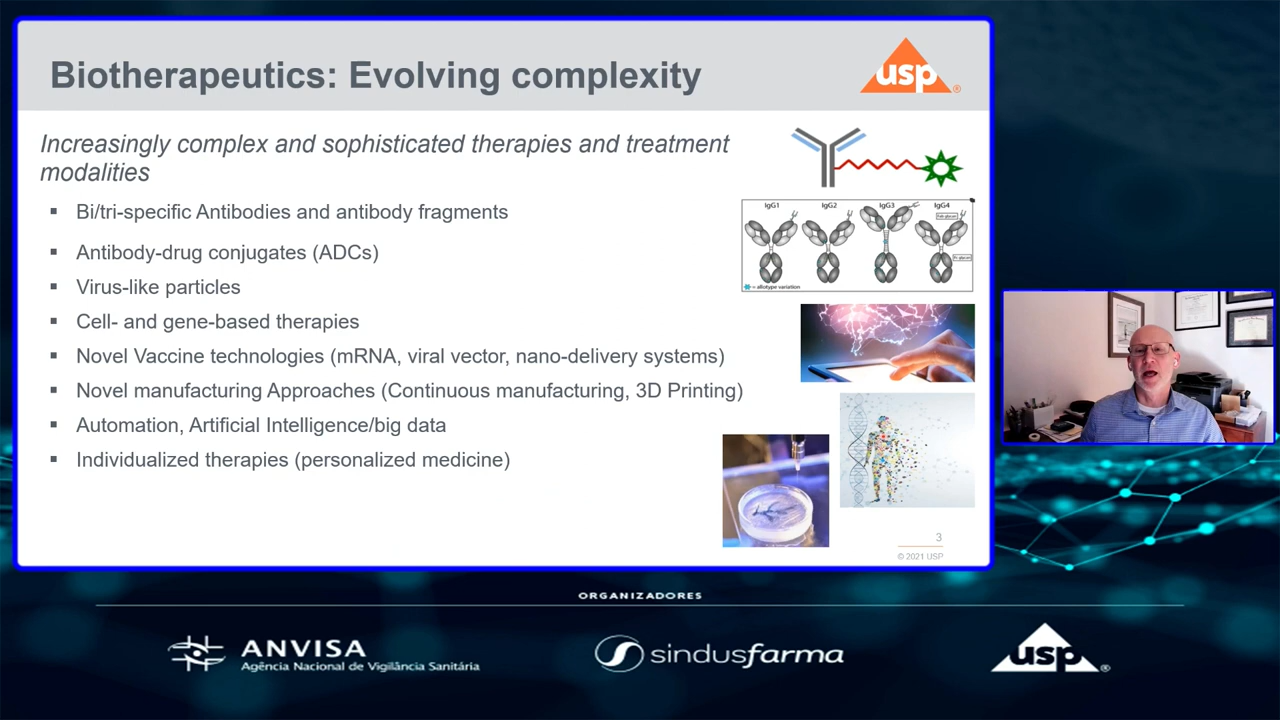 Biotherapeutics: Evolving complexity
usp®
Increasingly complex and sophisticated therapies and treatment
modalities
▪ Bi/tri-specific Antibodies and antibody fragments
▪ Antibody-drug conjugates (ADCs)
▪ Virus-like particles
▪ Cell- and gene-based therapies
▪ Novel Vaccine technologies (mRNA, viral vector, nano-delivery systems)
▪ Novel manufacturing Approaches (Continuous manufacturing, 3D Printing)
▪ Automation, Artificial Intelligence/big data
▪ Individualized therapies (personalized medicine)
IgG1 IgG2 IgG3 IgG4
= allotype variation
3
© 2021 USP
ORGANIZADORES
ANVISA
Agência Nacional de Vigilância Sanitária
sindusfarma
usp®